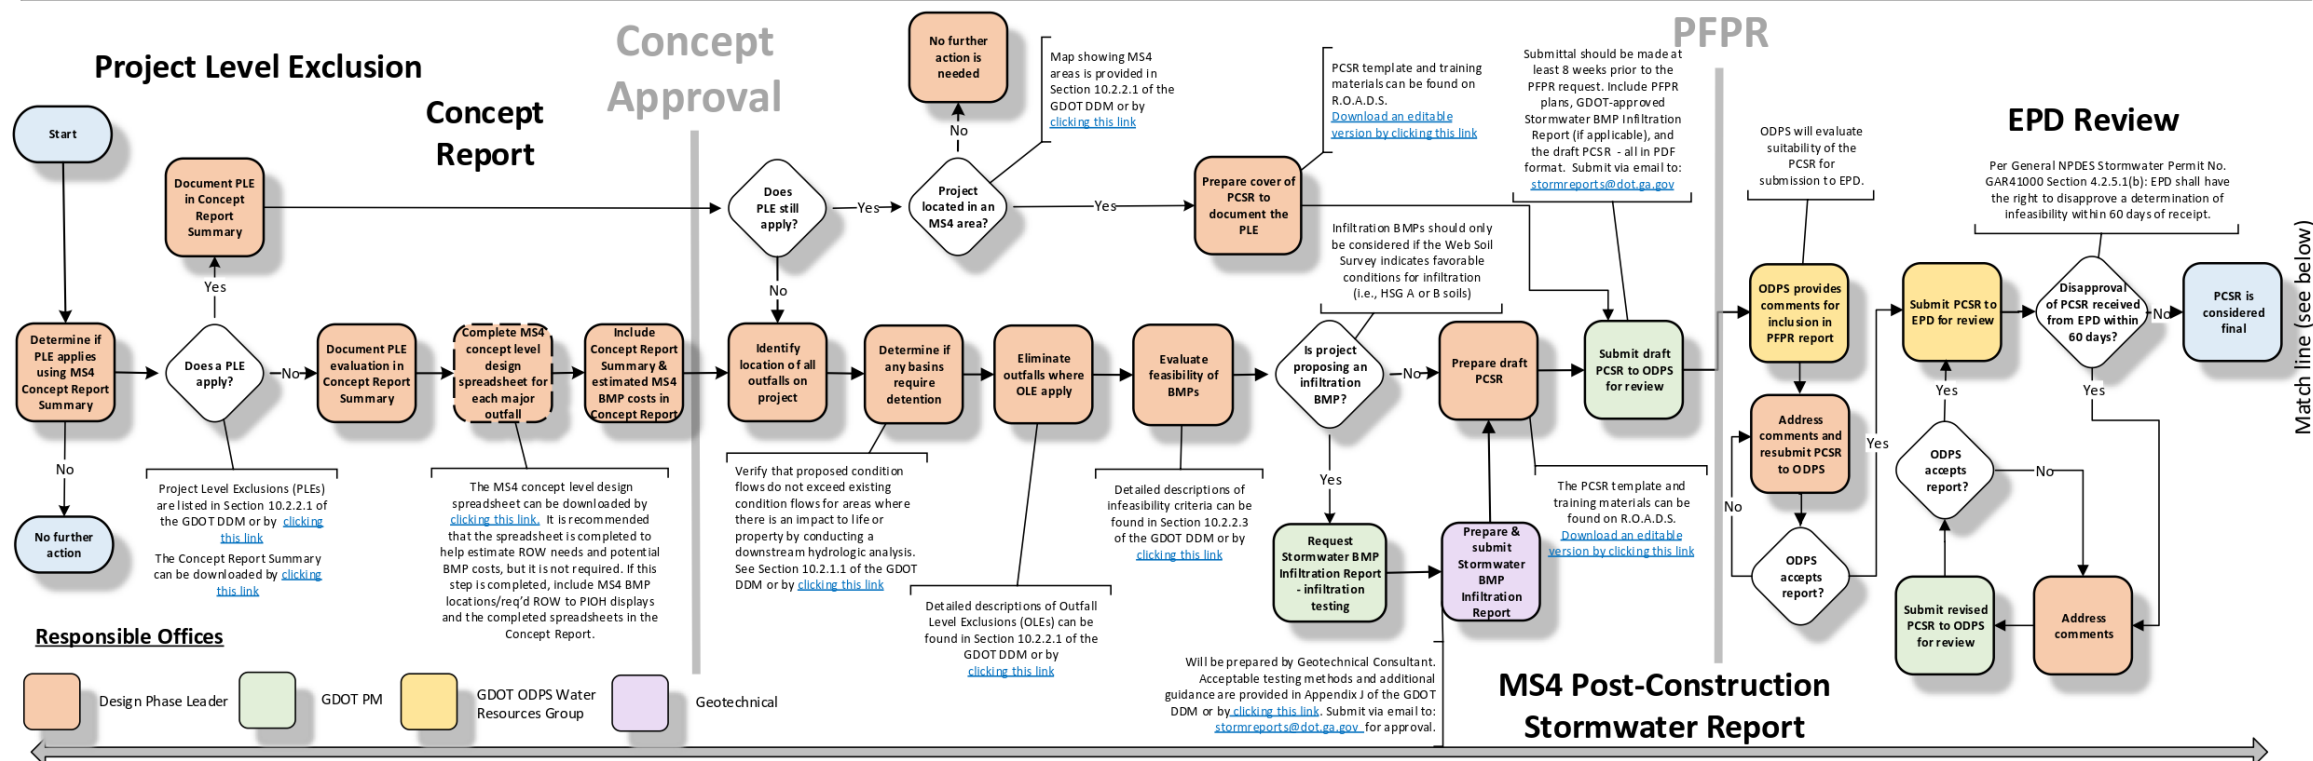 Project Level Exclusion
Concept
Report
Concept
Approval
PFPR
EPD Review
MS4 Post-Construction
Stormwater Report
Match line (see below)
Start
Determine if
PLE applies
using MS4
Concept Report
Summary
No
No further
action
Does a PLE
apply?
Yes
Document PLE
in Concept
Report
Summary
No
Document PLE
evaluation in
Concept Report
Summary
Complete MS4
concept level
design
spreadsheet for
each major
outfall
Include
Concept Report
Summary &
estimated MS4
BMP costs in
Concept Report
Project Level Exclusions (PLEs)
are listed in Section 10.2.2.1 of
the GDOT DDM or by clicking
this link
The Concept Report Summary
can be downloaded by clicking
this link
The MS4 concept level design
spreadsheet can be downloaded by
clicking this link. It is recommended
that the spreadsheet is completed to
help estimate ROW needs and potential
BMP costs, but it is not required. If this
step is completed, include MS4 BMP
locations/req'd ROW to PIOH displays
and the completed spreadsheets in the
Concept Report.
Does
PLE still
apply?
Yes
No
Project
located in an
MS4 area?
No
No further
action is
needed
Map showing MS4
areas is provided in
Section 10.2.2.1 of the
GDOT DDM or by
clicking this link
Yes
Prepare cover of
PCSR to
document the
PLE
PCSR template and training
materials can be found on
R.O.A.D.S.
Download an editable
version by clicking this link
Identify
location of all
outfalls on
project
Determine if
any basins
require
detention
Eliminate
outfalls where
OLE apply
Evaluate
feasibility of
BMPs
Verify that proposed condition
flows do not exceed existing
condition flows for areas where
there is an impact to life or
property by conducting a
downstream hydrologic analysis.
See Section 10.2.1.1 of the GDOT
DDM or by clicking this link
Detailed descriptions of Outfall
Level Exclusions (OLEs) can be
found in Section 10.2.2.1 of the
GDOT DDM or by
clicking this link
Detailed descriptions of
infeasibility criteria can be
found in Section 10.2.2.3
of the GDOT DDM or by
clicking this link
Infiltration BMPs should only
be considered if the Web Soil
Survey indicates favorable
conditions for infiltration
(i.e., HSG A or B soils)
Is project
proposing an
infiltration
BMP?
No
Yes
Request
Stormwater BMP
Infiltration Report
- infiltration
testing
Prepare &
submit
Stormwater
BMP
Infiltration
Report
Will be prepared by Geotechnical Consultant.
Acceptable testing methods and additional
guidance are provided in Appendix J of the GDOT
DDM or by clicking this link. Submit via email to:
stormreports@dot.ga.gov for approval.
Prepare draft
PCSR
The PCSR template and
training materials can be
found on R.O.A.D.S.
Download an editable
version by clicking this link
Submit draft
PCSR to ODPS
for review
Submittal should be made at
least 8 weeks prior to the
PFPR request. Include PFPR
plans, GDOT-approved
Stormwater BMP Infiltration
Report (if applicable), and
the draft PCSR - all in PDF
format. Submit via email to:
stormreports@dot.ga.gov
ODPS will evaluate
suitability of the
PCSR for
submission to EPD.
ODPS provides
comments for
inclusion in
PFPR report
Address
comments and
resubmit PCSR
to ODPS
No
ODPS
accepts
report?
Yes
Submit PCSR to
EPD for review
Per General NPDES Stormwater Permit No.
GAR41000 Section 4.2.5.1(b): EPD shall have
the right to disapprove a determination of
infeasibility within 60 days of receipt.
Disapproval
of PCSR received
from EPD within
60 days?
No
PCSR is
considered
final
Yes
Yes
ODPS
accepts
report?
No
Submit revised
PCSR to ODPS
for review
Address
comments
Responsible Offices
Design Phase Leader
GDOT PM
GDOT ODPS Water
Resources Group
Geotechnical